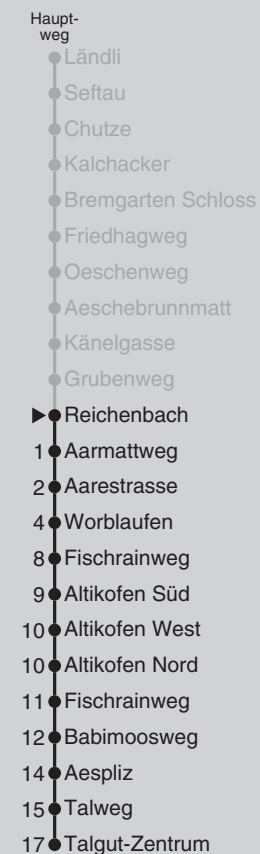 Haupt-
weg
Ländli
Seftau
Chutze
Kalchacker
Bremgarten Schloss
Friedhagweg
Oeschenweg
Aeschebrunnmatt
Känelgasse
Grubenweg
Reichenbach
1 Aarmattweg
2 Aarestrasse
4 Worblaufen
8 Fischrainweg
9 Altikofen Süd
10 Altikofen West
10 Altikofen Nord
11 Fischrainweg
12 Babimoosweg
14 Aespliz
15 Talweg
17 Talgut-Zentrum